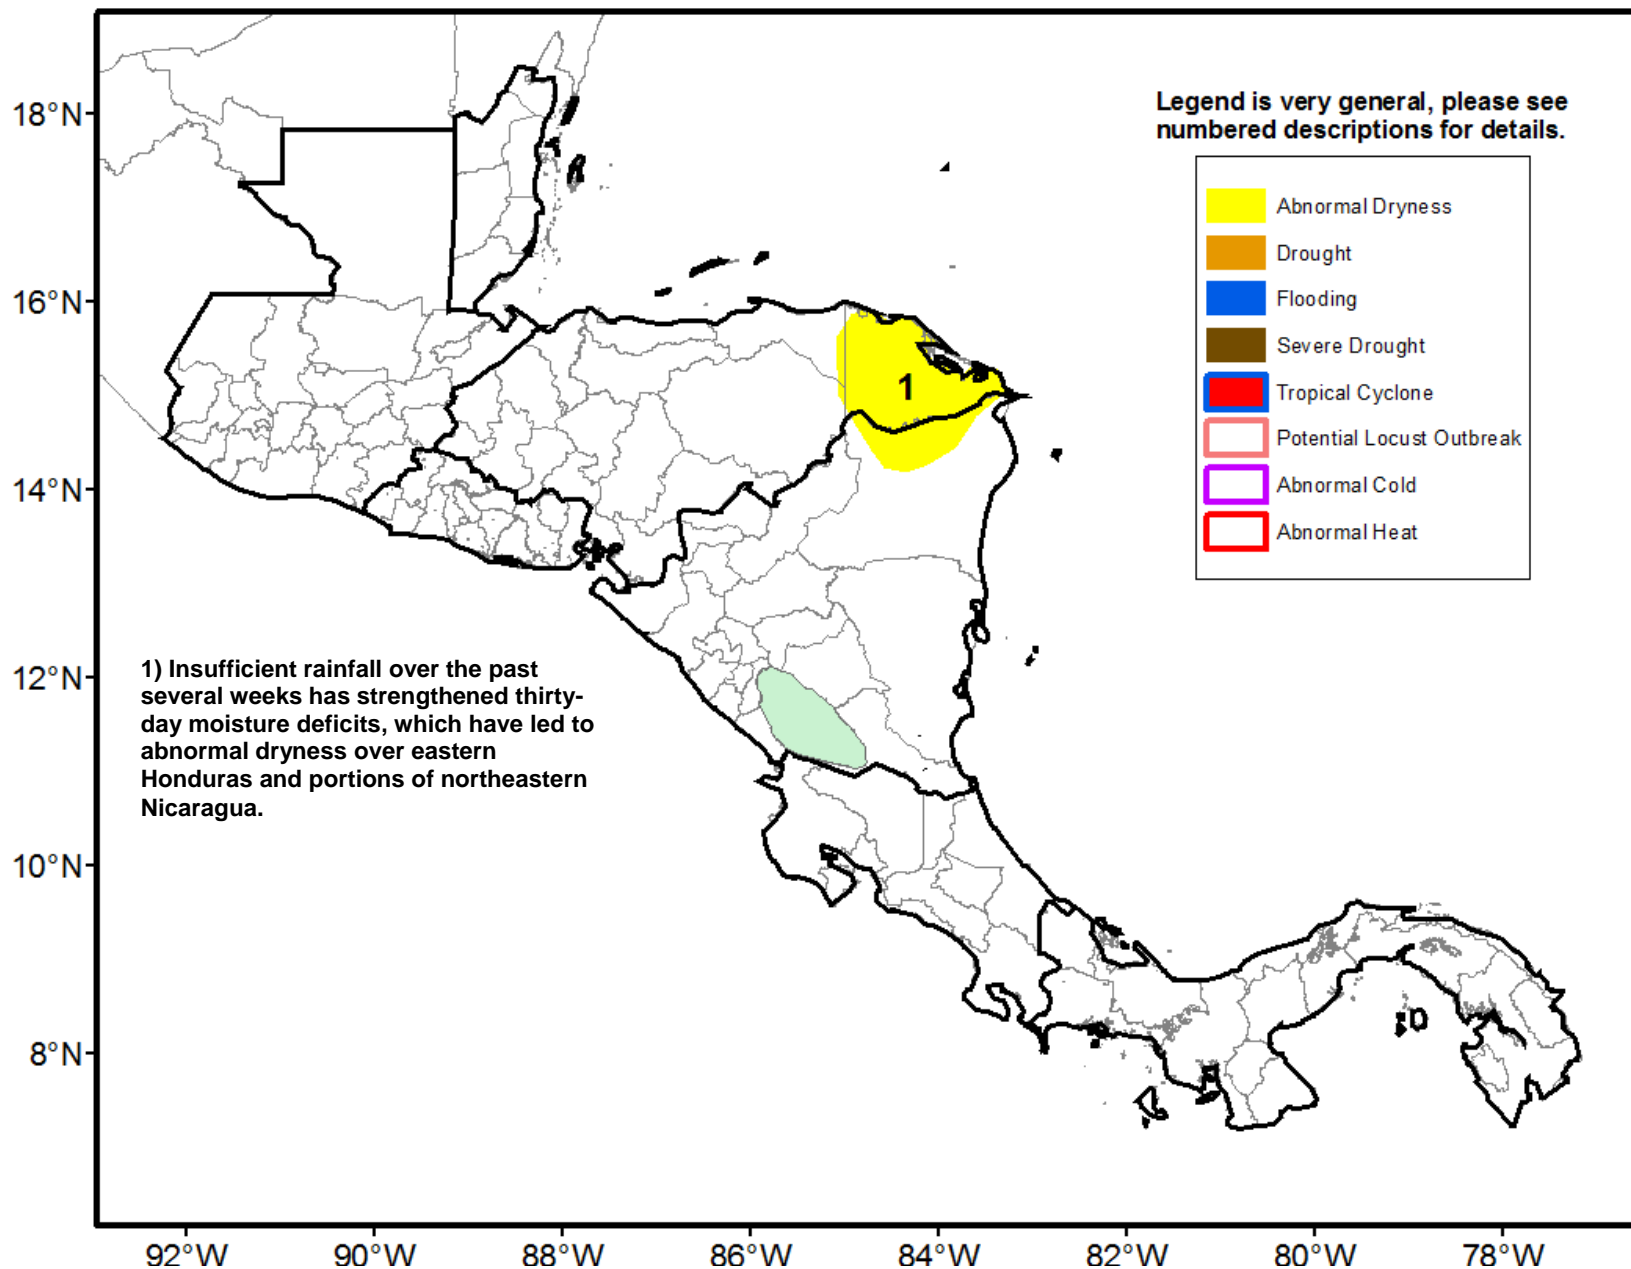 Legend is very general, please see
numbered descriptions for details.
18°N
16°N
14°N
12°N
10°N
8°N
Abnormal Dryness
Drought
Flooding
Severe Drought
Tropical Cyclone
Potential Locust Outbreak
Abnormal Cold
Abnormal Heat
1
1) Insufficient rainfall over the past
several weeks has strengthened thirty-
day moisture deficits, which have led to
abnormal dryness over eastern
Honduras and portions of northeastern
Nicaragua.
92°W 90°W 88°W 86°W 84°W 82°W 80°W 78°W